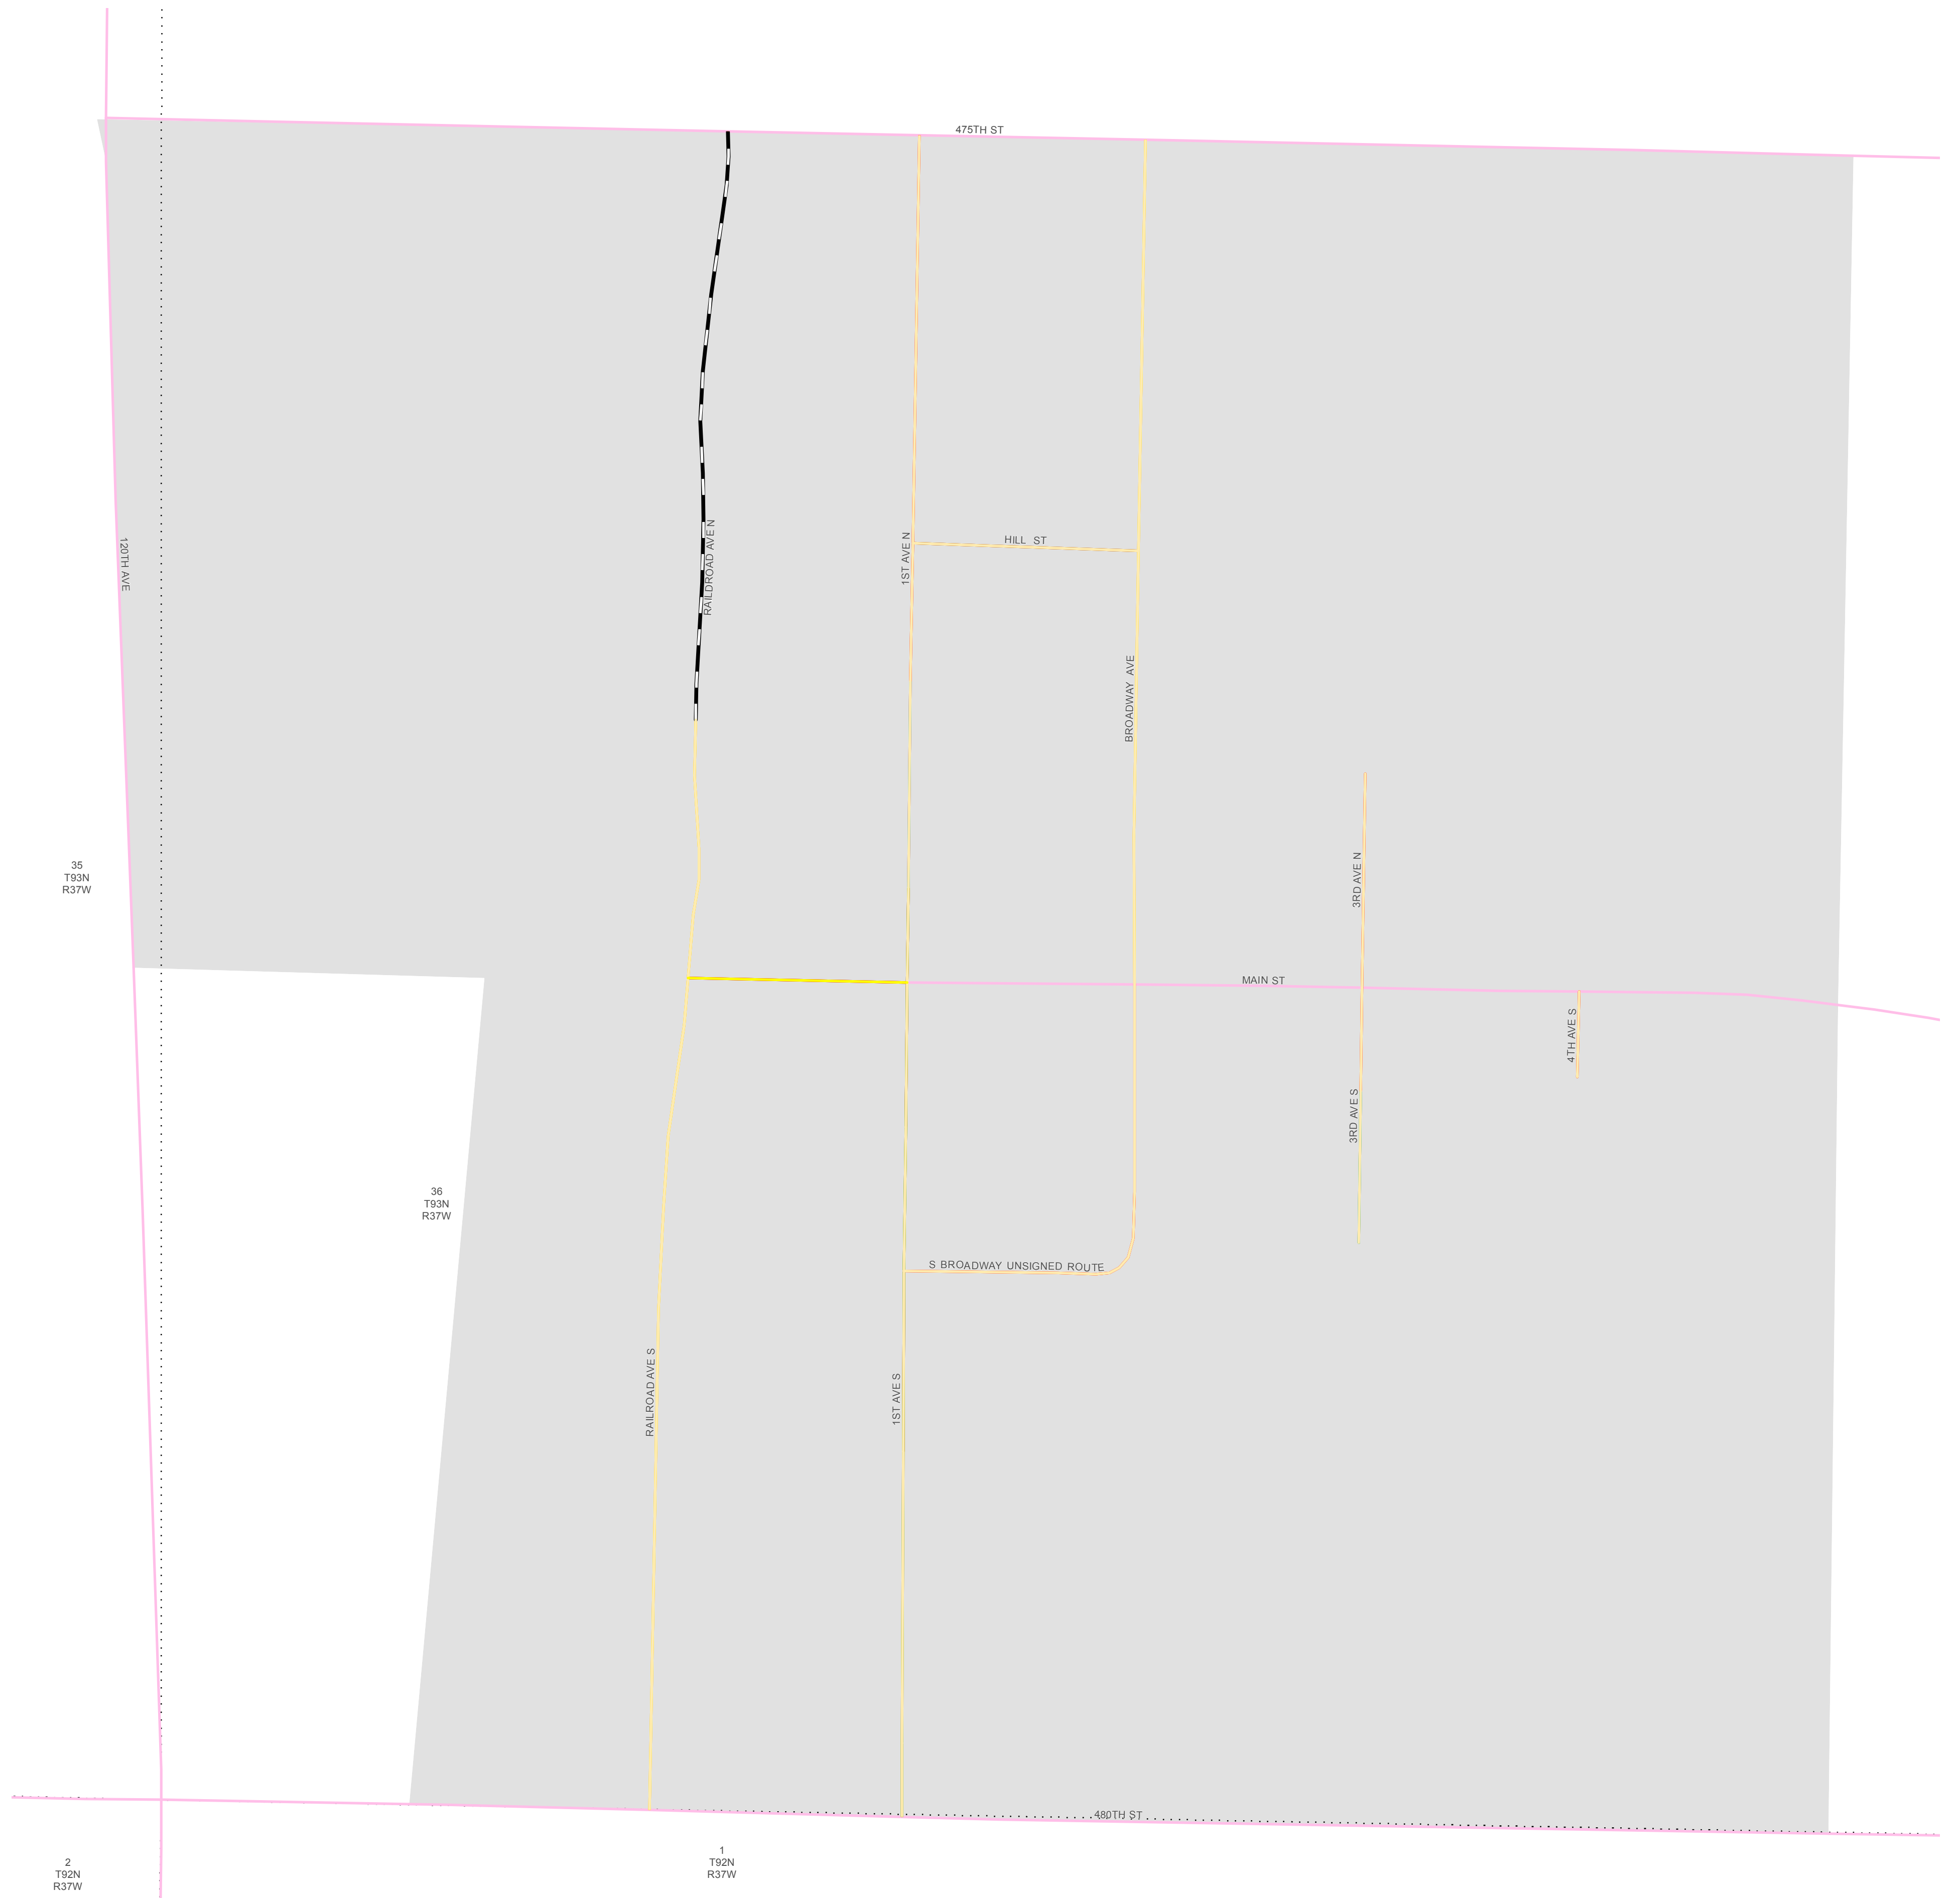 475TH ST
120TH AVE
RAILDROAD AVE N
1ST AVE N
HILL ST
BROADWAY AVE
35
T93N
R37W
3RD AVE N
MAIN ST
4TH AVE S
3RD AVE S
36
T93N
R37W
S BROADWAY UNSIGNED ROUTE
RAILROAD AVE S
1ST AVE S
480TH ST
2
T92N
R37W
1
T92N
R37W